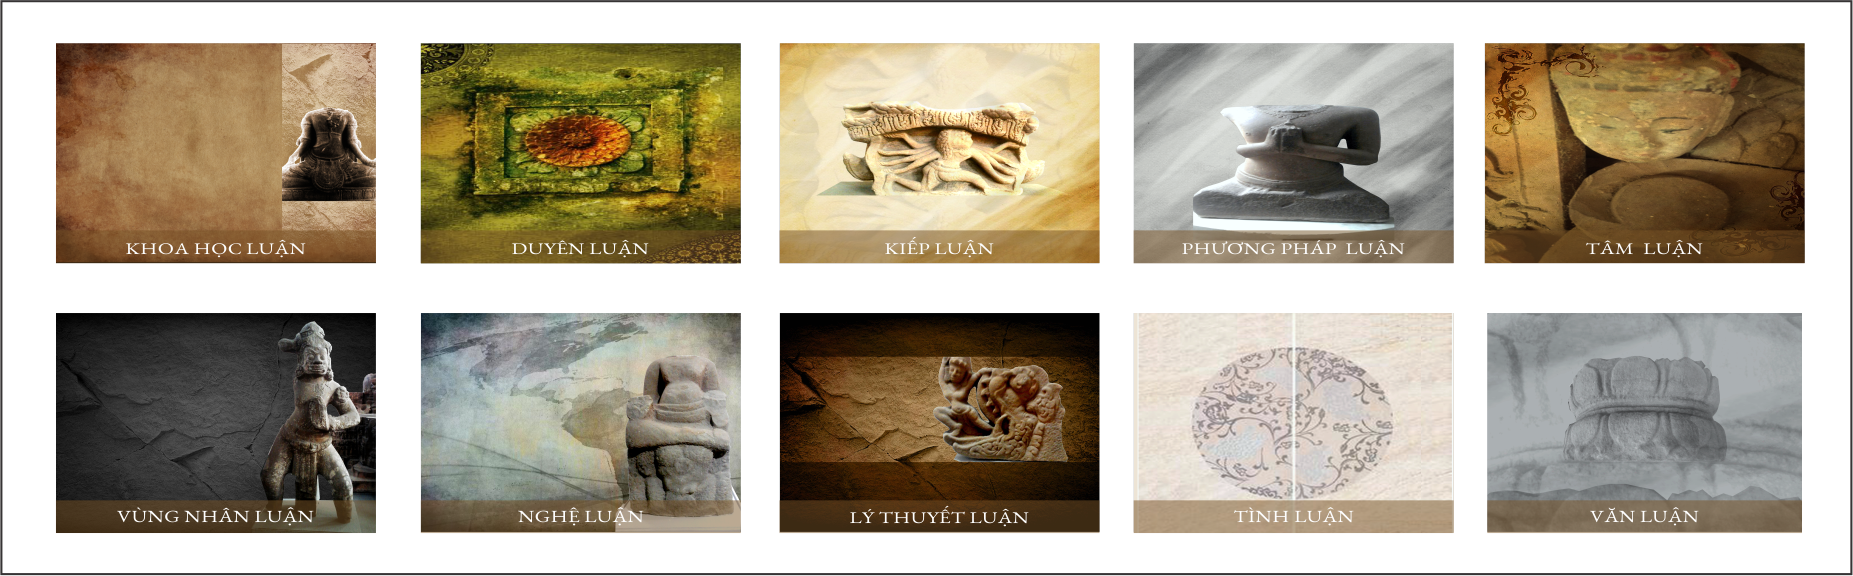 KHOA HỌC LUẬN
DUYÊN LUẬN
KIẾP LUẬN
PHƯƠNG PHÁP LUẬN
TÂM LUẬN
VÙNG NHÂN LUẬN
NGHỆ LUẤN
LÝ THUYẾT LUẬN
TÌNH LUẬN
VĂN LUẬN